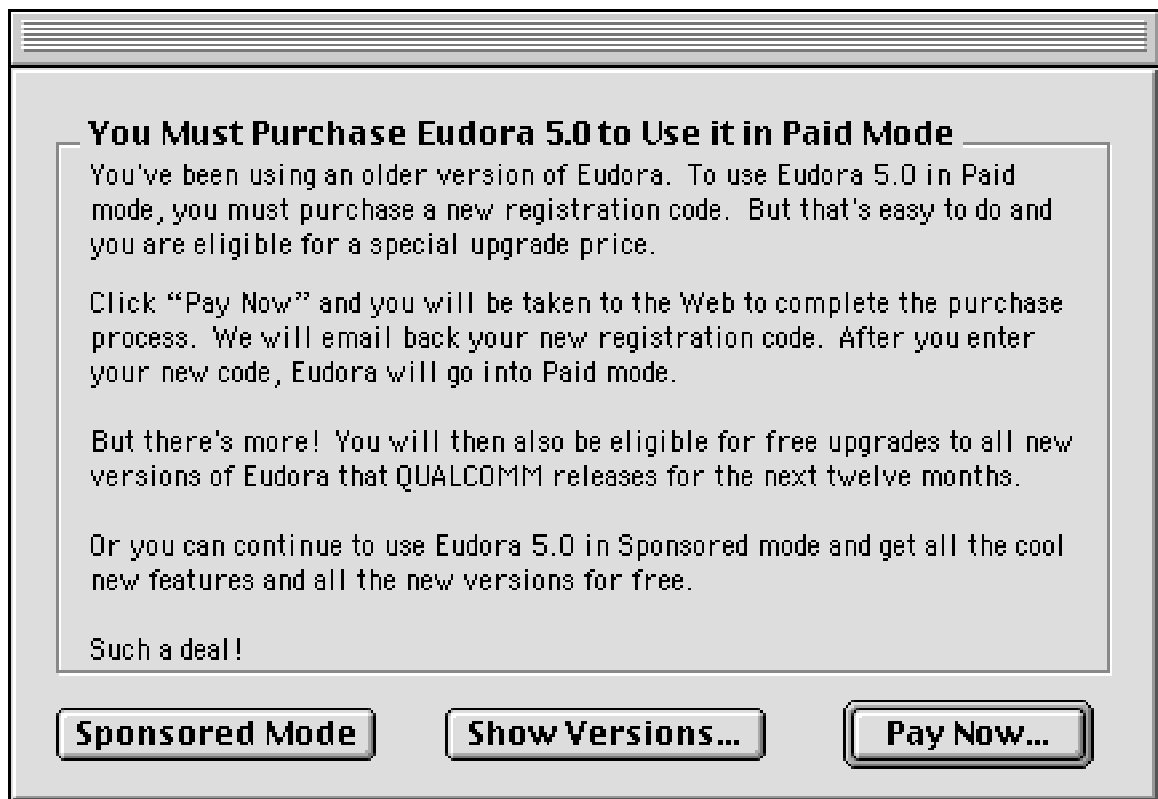 You Must Purchase Eudora 5.0 to Use it in Paid Mode
You've been using an older version of Eudora.  To use Eudora 5.0 in Paid
mode, you must purchase a new registration code.  But that's easy to do and
you are eligible for a special upgrade price.
Click “Pay Now” and you will be taken to the Web to complete the purchase
process.  We will email back your new registration code.  After you enter
your new code, Eudora will go into Paid mode.
But there's more!  You will then also be eligible for free upgrades to all new
versions of Eudora that QUALCOMM releases for the next twelve months.
Or you can continue to use Eudora 5.0 in Sponsored mode and get all the cool
new features and all the new versions for free.
Such a deal!
Sponsored Mode
Show Versions...
Pay Now...